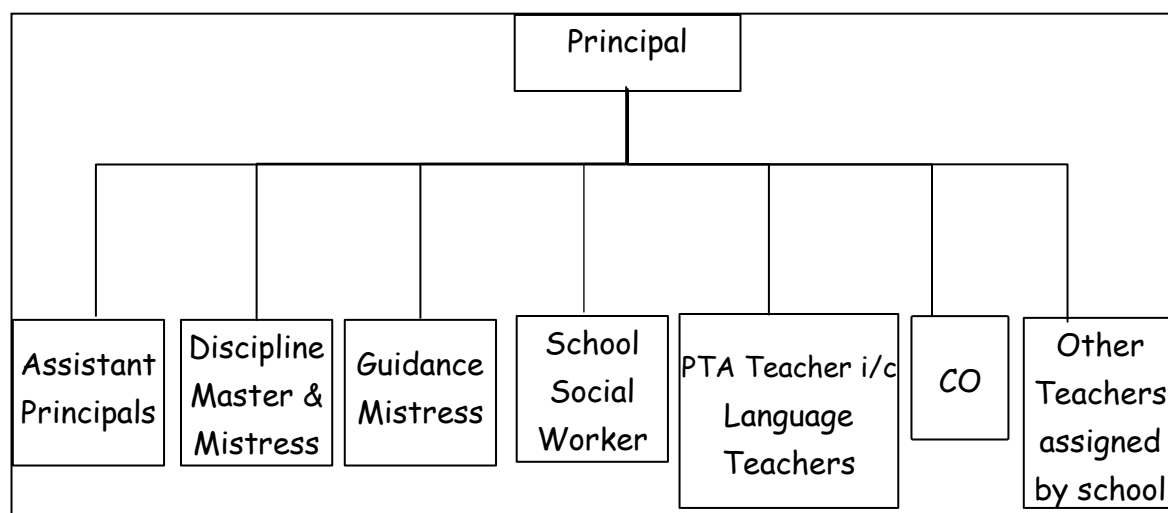 Principal
Assistant
Principals
Discipline
Master &
Mistress
Guidance
Mistress
School
Social
Worker
PTA Teacher i/c
Language
Teachers
CO
Other
Teachers
assigned
by school